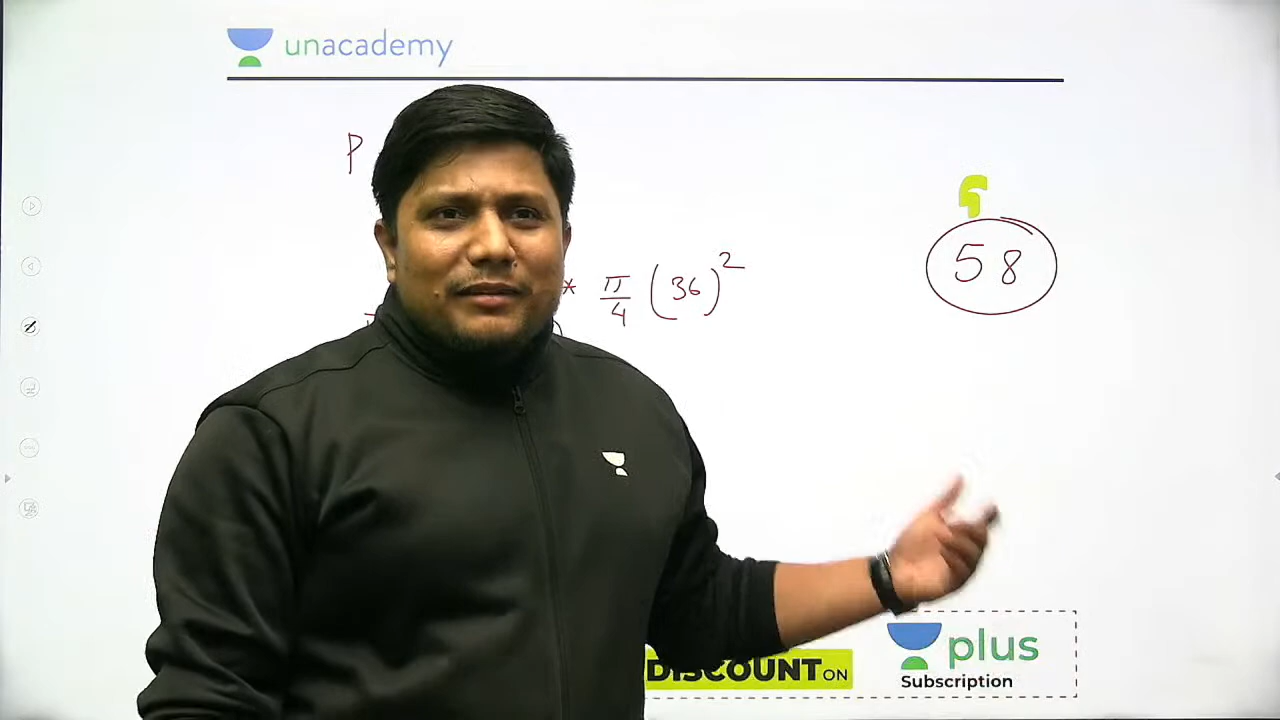 unacademy
P
* π/4 (36)²
58
DISCOUNT ON
plus
Subscription